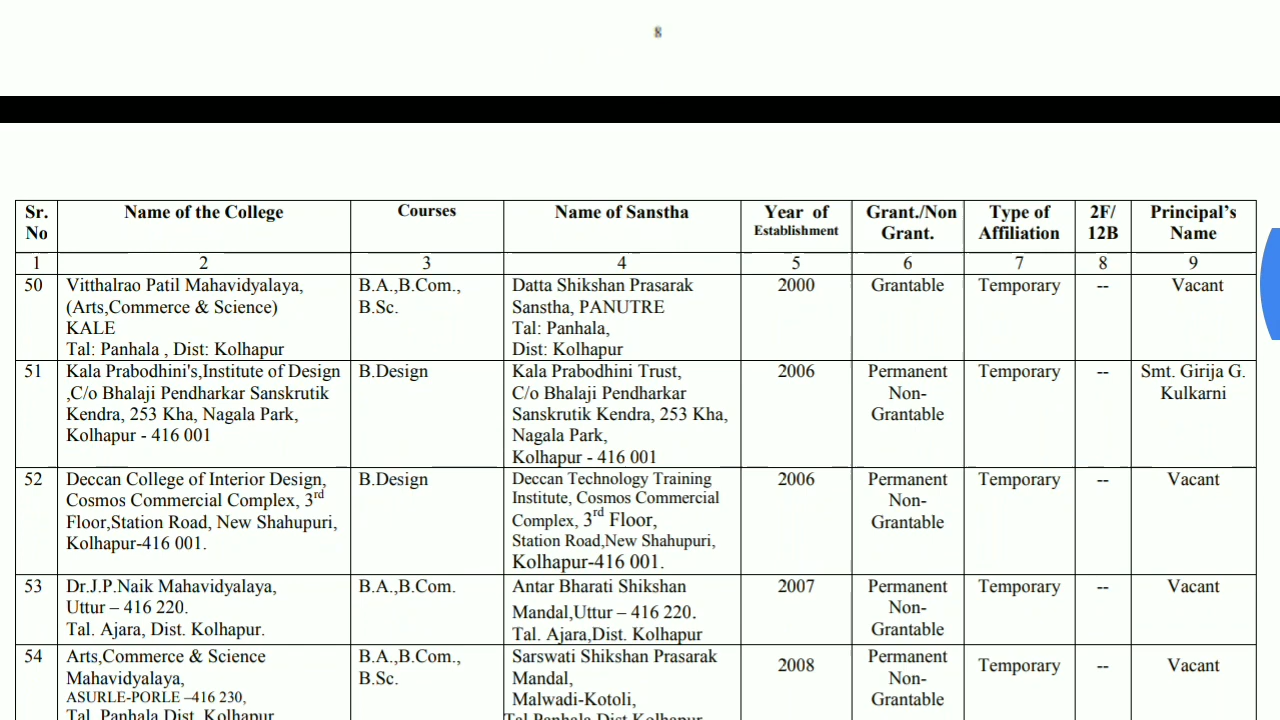 8
Sr. No
Name of the College
Courses
Name of Sanstha
Year of Establishment
Grant./Non Grant.
Type of Affiliation
2F/ 12B
Principal's Name
1 2 3 4 5 6 7 8 9
50
Vitthalrao Patil Mahavidyalaya,
(Arts,Commerce & Science)
KALE
Tal: Panhala , Dist: Kolhapur
B.A.,B.Com.,
B.Sc.
Datta Shikshan Prasarak
Sanstha, PANUTRE
Tal: Panhala,
Dist: Kolhapur
2000
Grantable
Temporary
--
Vacant
51
Kala Prabodhini's,Institute of Design
,C/o Bhalaji Pendharkar Sanskrutik
Kendra, 253 Kha, Nagala Park,
Kolhapur - 416 001
B.Design
Kala Prabodhini Trust,
C/o Bhalaji Pendharkar
Sanskrutik Kendra, 253 Kha,
Nagala Park,
Kolhapur - 416 001
2006
Permanent
Non-
Grantable
Temporary
--
Smt. Girija G.
Kulkarni
52
Deccan College of Interior Design,
Cosmos Commercial Complex, 3rd
Floor,Station Road, New Shahupuri,
Kolhapur-416 001.
B.Design
Deccan Technology Training
Institute, Cosmos Commercial
Complex, 3rd Floor,
Station Road,New Shahupuri,
Kolhapur-416 001.
2006
Permanent
Non-
Grantable
Temporary
--
Vacant
53
Dr.J.P.Naik Mahavidyalaya,
Uttur – 416 220.
Tal. Ajara, Dist. Kolhapur.
B.A.,B.Com.
Antar Bharati Shikshan
Mandal,Uttur – 416 220.
Tal. Ajara,Dist. Kolhapur
2007
Permanent
Non-
Grantable
Temporary
--
Vacant
54
Arts,Commerce & Science
Mahavidyalaya,
ASURLE-PORLE –416 230,
Tal. Panhala Dist. Kolhapur
B.A.,B.Com.,
B.Sc.
Sarswati Shikshan Prasarak
Mandal,
Malwadi-Kotoli,
Tal.Panhala Dist.Kolhapur
2008
Permanent
Non-
Grantable
Temporary
--
Vacant